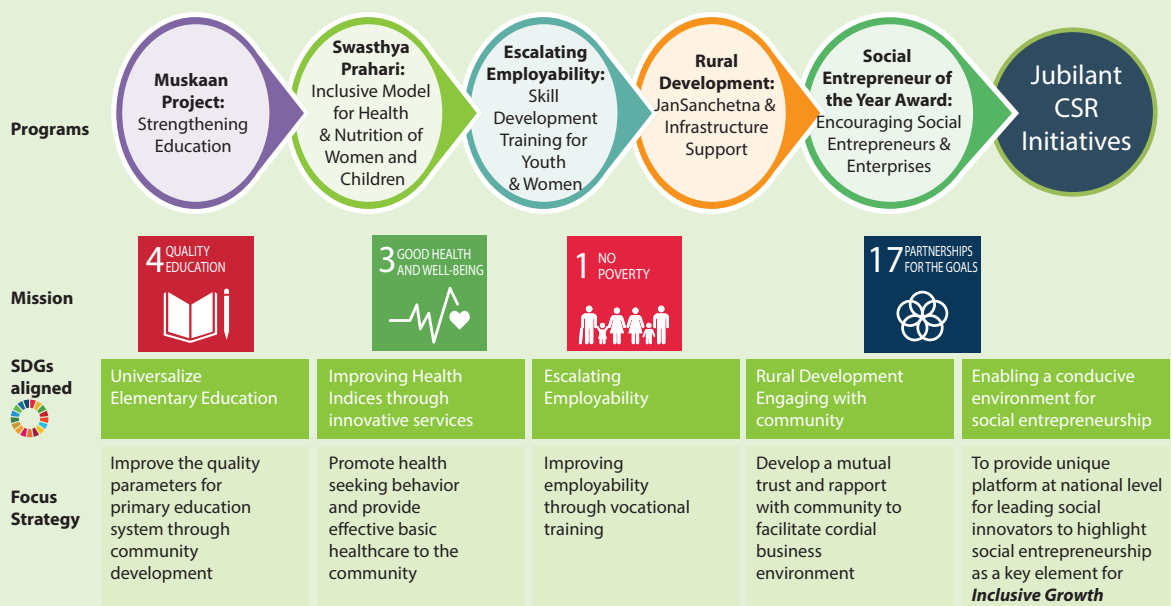 Programs
Muskaan
Project:
Strengthening
Education
Swasthya
Prahari:
Inclusive Model
for Health
& Nutrition of
Women and
Children
Escalating
Employability:
Skill
Development
Training for
Youth
& Women
Rural
Development:
JanSanchetna &
Infrastructure
Support
Social
Entrepreneur of
the Year Award:
Encouraging Social
Entrepreneurs &
Enterprises
Jubilant
CSR
Initiatives
Mission
4 QUALITY
EDUCATION
3 GOOD HEALTH
AND WELL-BEING
1 NO
POVERTY
17 PARTNERSHIPS
FOR THE GOALS
SDGs
aligned
Universalize
Elementary Education
Improving Health
Indices through
innovative services
Escalating
Employability
Rural Development
Engaging with
community
Enabling a conducive
environment for
social entrepreneurship
Focus
Strategy
Improve the quality
parameters for
primary education
system through
community
development
Promote health
seeking behavior
and provide
effective basic
healthcare to the
community
Improving
employability
through vocational
training
Develop a mutual
trust and rapport
with community to
facilitate cordial
business
environment
To provide unique
platform at national level
for leading social
innovators to highlight
social entrepreneurship
as a key element for
Inclusive Growth